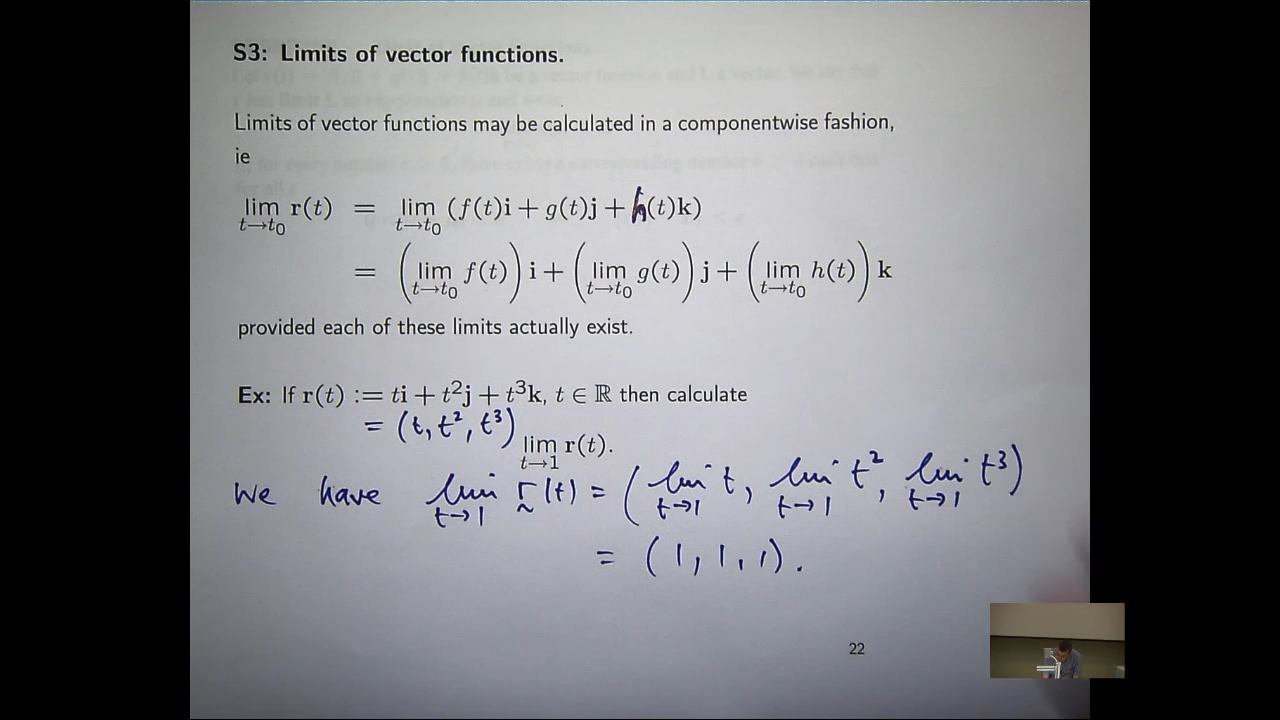 S3: Limits of vector functions.
Limits of vector functions may be calculated in a componentwise fashion,
ie
lim t→t₀ r(t) = lim t→t₀ (f(t)i + g(t)j + h(t)k)
= (lim t→t₀ f(t)) i + (lim t→t₀ g(t)) j + (lim t→t₀ h(t)) k
provided each of these limits actually exist.
Ex: If r(t) := ti + t²j + t³k, t ∈ ℝ then calculate
= (t, t², t³)
lim t→1 r(t).
We have lim t→1 r(t) = (lim t→1 t, lim t→1 t², lim t→1 t³)
= (1, 1, 1).
22